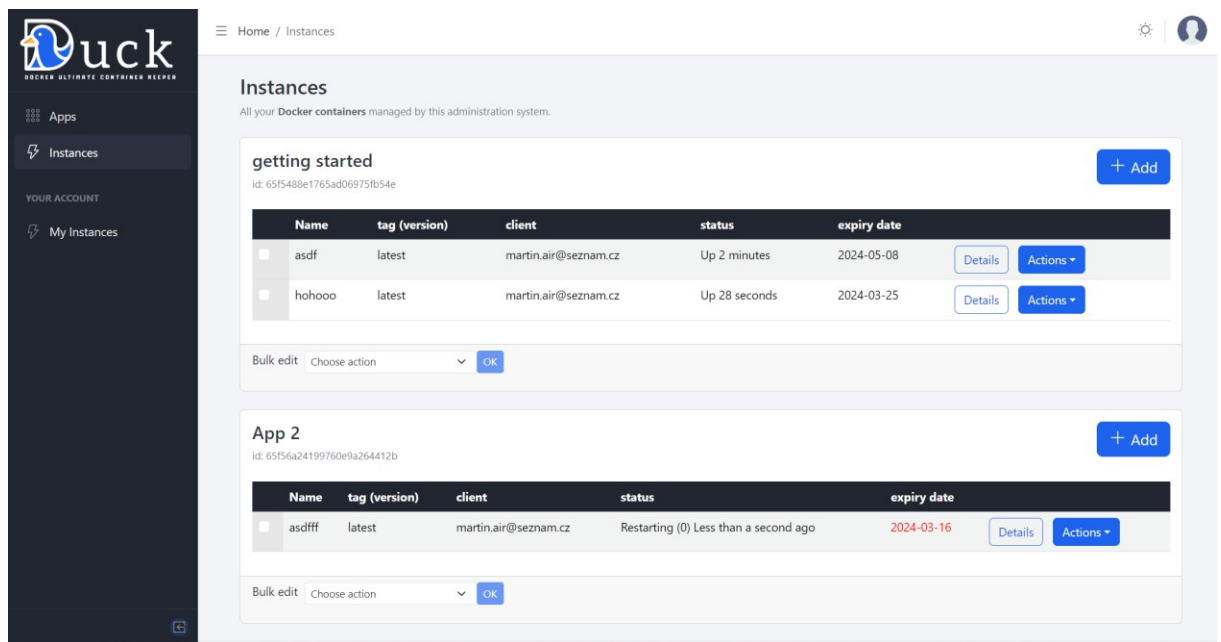 Duck
DOCKER ULTIMATE CONTAINER KEEPER
Apps
Instances
YOUR ACCOUNT
My Instances
Home / Instances
Instances
All your Docker containers managed by this administration system.
getting started
id: 65f5488e1765ad06975fb54e
+ Add
Name tag (version) client status expiry date
asdf latest martin.air@seznam.cz Up 2 minutes 2024-05-08 Details Actions
hohooo latest martin.air@seznam.cz Up 28 seconds 2024-03-25 Details Actions
Bulk edit Choose action OK
App 2
id: 65f56a24199760e9a264412b
+ Add
Name tag (version) client status expiry date
asdfff latest martin.air@seznam.cz Restarting (0) Less than a second ago 2024-03-16 Details Actions
Bulk edit Choose action OK